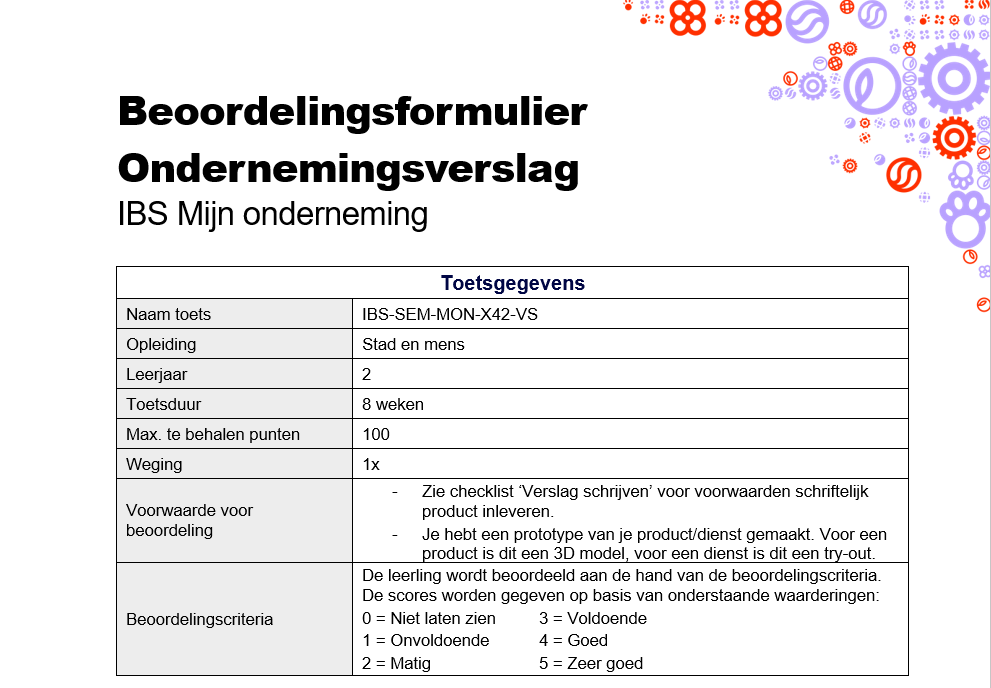 Beoordelingsformulier
Ondernemingsverslag
IBS Mijn onderneming
Toetsgegevens
Naam toets IBS-SEM-MON-X42-VS
Opleiding Stad en mens
Leerjaar 2
Toetsduur 8 weken
Max. te behalen punten 100
Weging 1x
Voorwaarde voor
beoordeling
- Zie checklist ‘Verslag schrijven’ voor voorwaarden schriftelijk
product inleveren.
- Je hebt een prototype van je product/dienst gemaakt. Voor een
product is dit een 3D model, voor een dienst is dit een try-out.
Beoordelingscriteria
De leerling wordt beoordeeld aan de hand van de beoordelingscriteria.
De scores worden gegeven op basis van onderstaande waarderingen:
0 = Niet laten zien 3 = Voldoende
1 = Onvoldoende 4 = Goed
2 = Matig 5 = Zeer goed